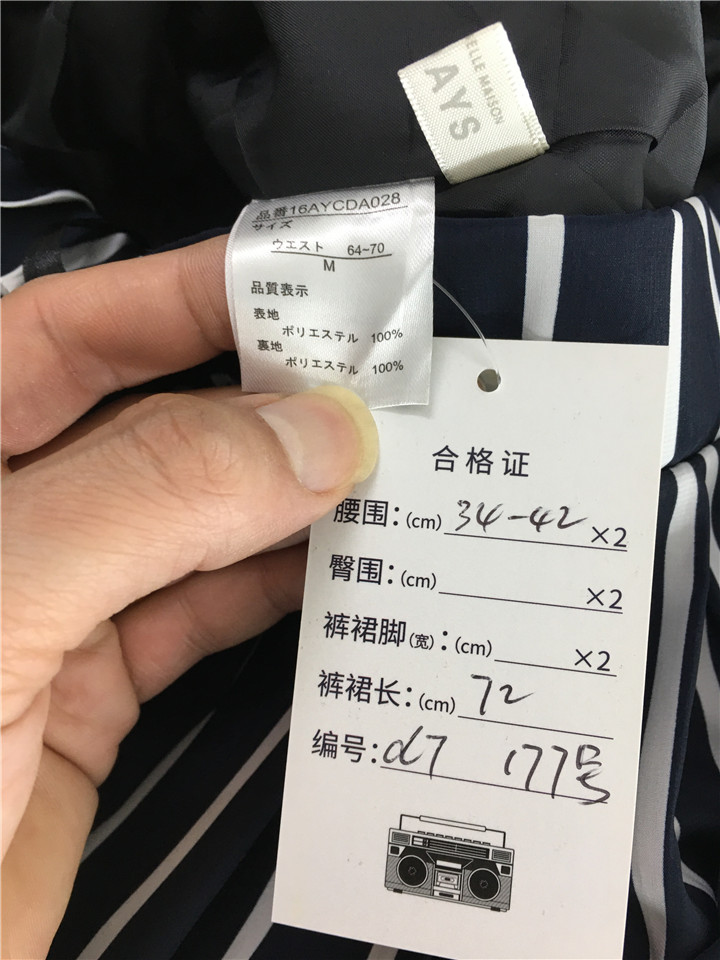 ELLE MAISON
AYS
品番16AYCDA028
サイズ
ウエスト 64-70
M
品質表示
表地
ポリエステル 100%
裏地
ポリエステル 100%
合格证
腰围:(cm) 34-42 ×2
臀围:(cm) ×2
裤裙脚(宽):(cm) ×2
裤裙长:(cm) 72
编号:d7 177号